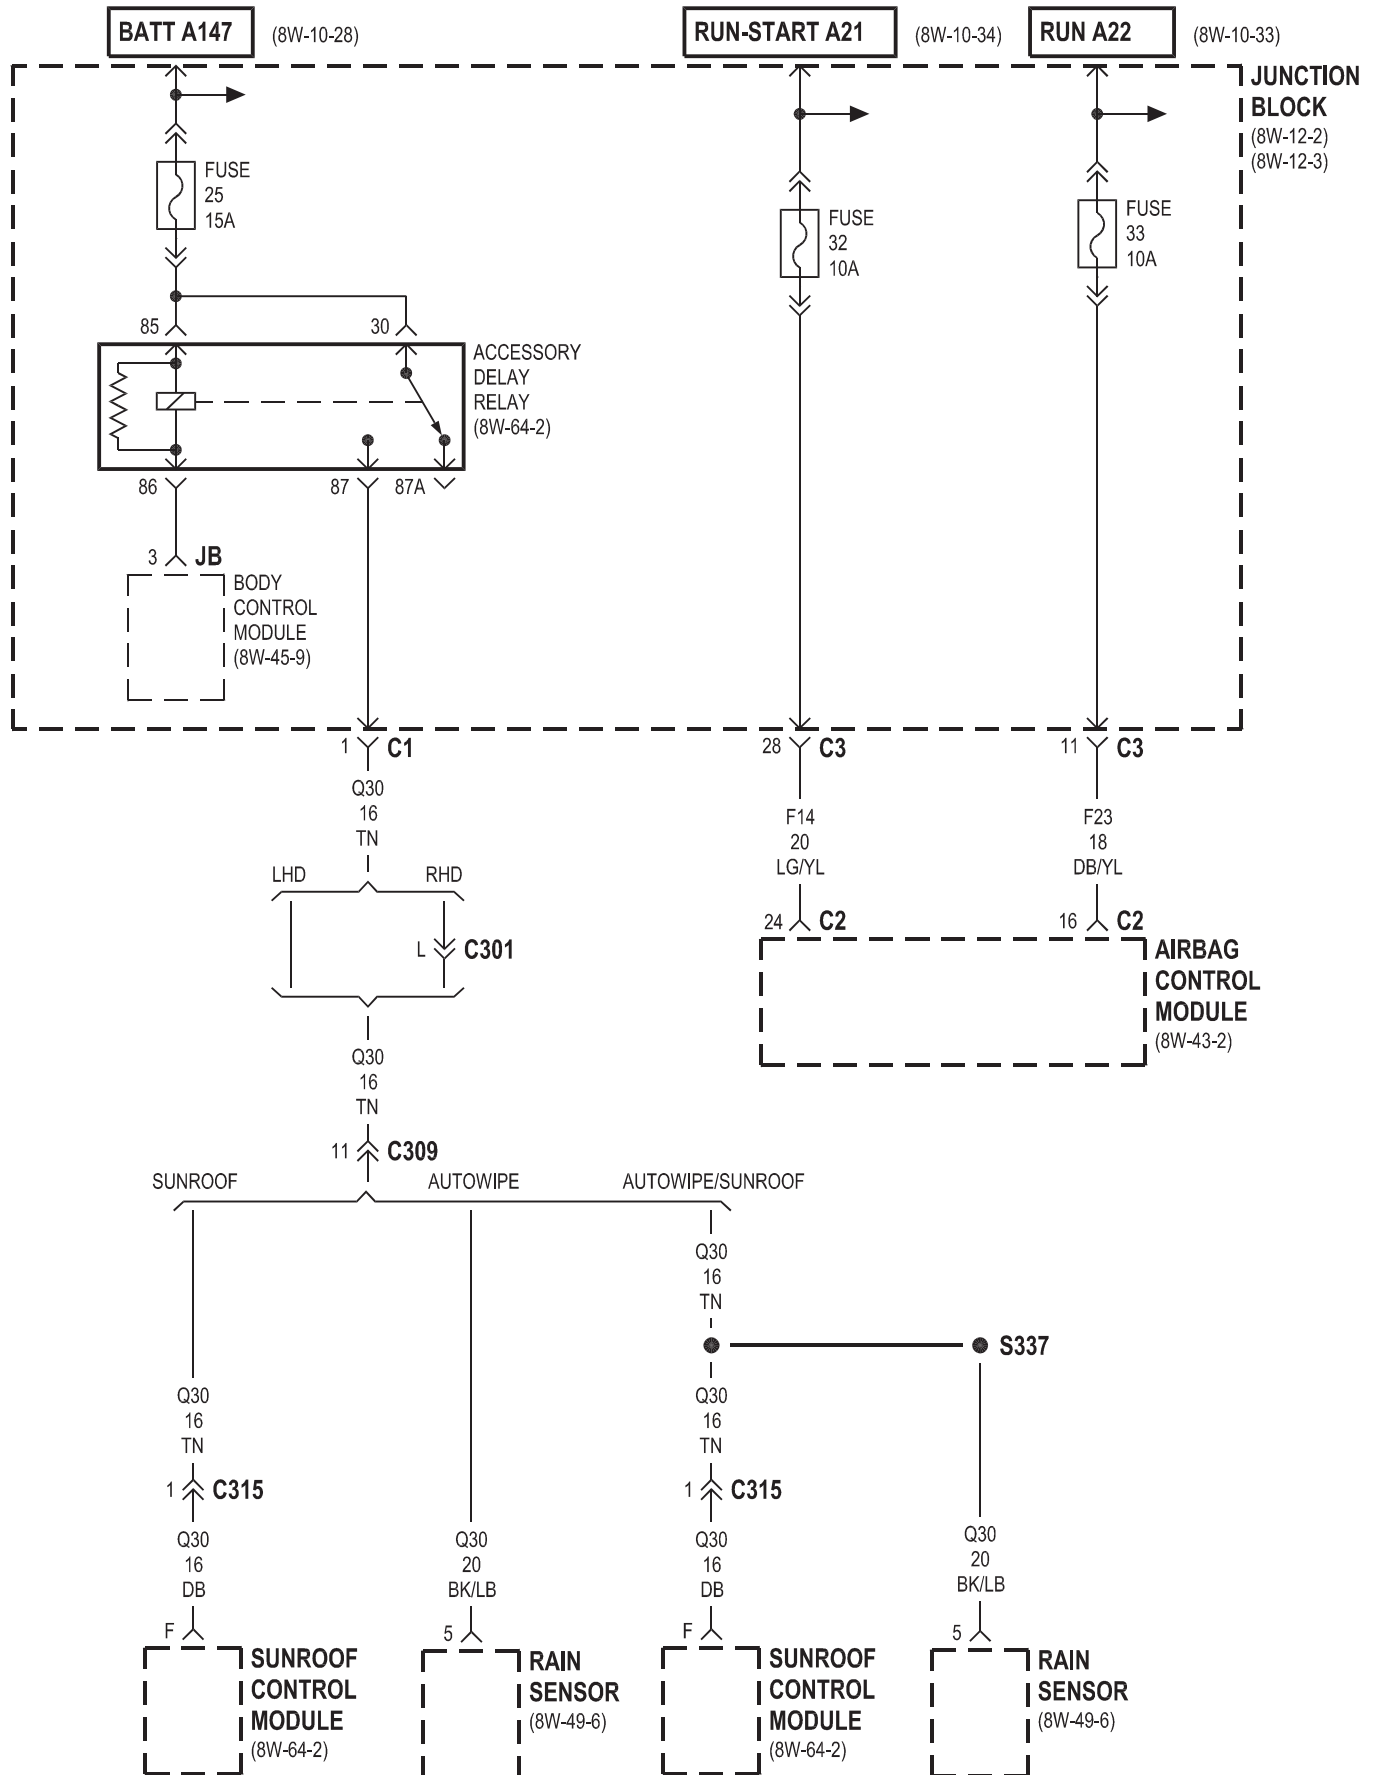 BATT A147 (8W-10-28)
RUN-START A21 (8W-10-34)
RUN A22 (8W-10-33)
JUNCTION
BLOCK
(8W-12-2)
(8W-12-3)
FUSE
25
15A
FUSE
32
10A
FUSE
33
10A
85
30
ACCESSORY
DELAY
RELAY
(8W-64-2)
86
87
87A
3 JB
BODY
CONTROL
MODULE
(8W-45-9)
1 C1
28 C3
11 C3
Q30
16
TN
F14
20
LG/YL
F23
18
DB/YL
LHD
RHD
24 C2
16 C2
L C301
AIRBAG
CONTROL
MODULE
(8W-43-2)
Q30
16
TN
11 C309
SUNROOF
AUTOWIPE
AUTOWIPE/SUNROOF
Q30
16
TN
S337
Q30
16
TN
Q30
16
TN
1 C315
1 C315
Q30
16
DB
Q30
20
BK/LB
Q30
16
DB
Q30
20
BK/LB
F
5
F
5
SUNROOF
CONTROL
MODULE
(8W-64-2)
RAIN
SENSOR
(8W-49-6)
SUNROOF
CONTROL
MODULE
(8W-64-2)
RAIN
SENSOR
(8W-49-6)